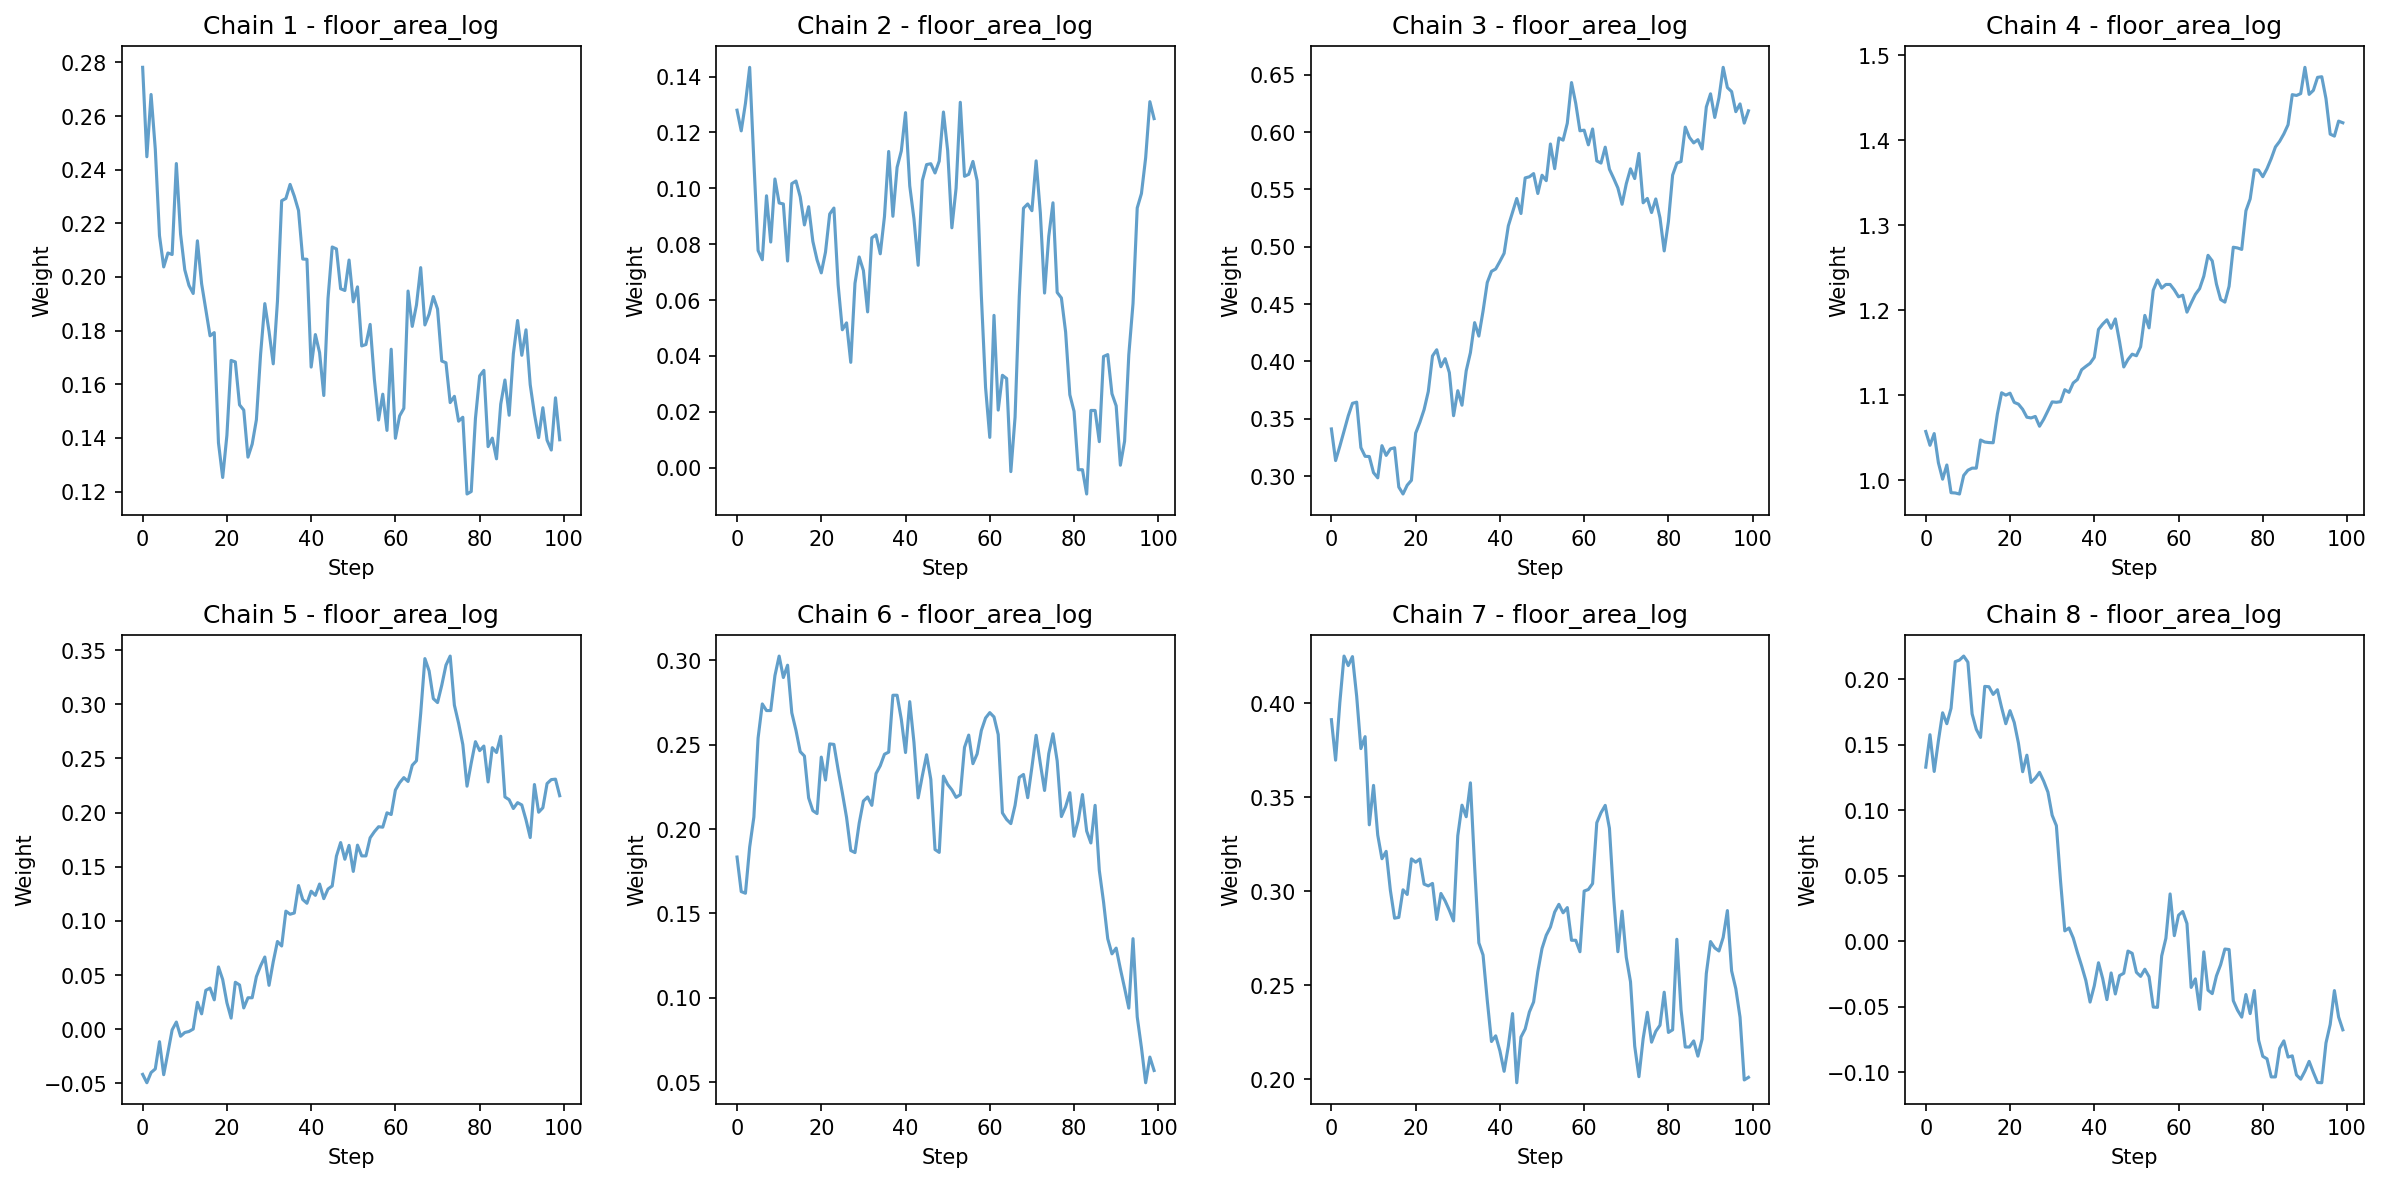 Chain 1 - floor_area_log
Weight
0.28
0.26
0.24
0.22
0.20
0.18
0.16
0.14
0.12
0 20 40 60 80 100
Step
Chain 2 - floor_area_log
Weight
0.14
0.12
0.10
0.08
0.06
0.04
0.02
0.00
0 20 40 60 80 100
Step
Chain 3 - floor_area_log
Weight
0.65
0.60
0.55
0.50
0.45
0.40
0.35
0.30
0 20 40 60 80 100
Step
Chain 4 - floor_area_log
Weight
1.5
1.4
1.3
1.2
1.1
1.0
0 20 40 60 80 100
Step
Chain 5 - floor_area_log
Weight
0.35
0.30
0.25
0.20
0.15
0.10
0.05
0.00
−0.05
0 20 40 60 80 100
Step
Chain 6 - floor_area_log
Weight
0.30
0.25
0.20
0.15
0.10
0.05
0 20 40 60 80 100
Step
Chain 7 - floor_area_log
Weight
0.40
0.35
0.30
0.25
0.20
0 20 40 60 80 100
Step
Chain 8 - floor_area_log
Weight
0.20
0.15
0.10
0.05
0.00
−0.05
−0.10
0 20 40 60 80 100
Step